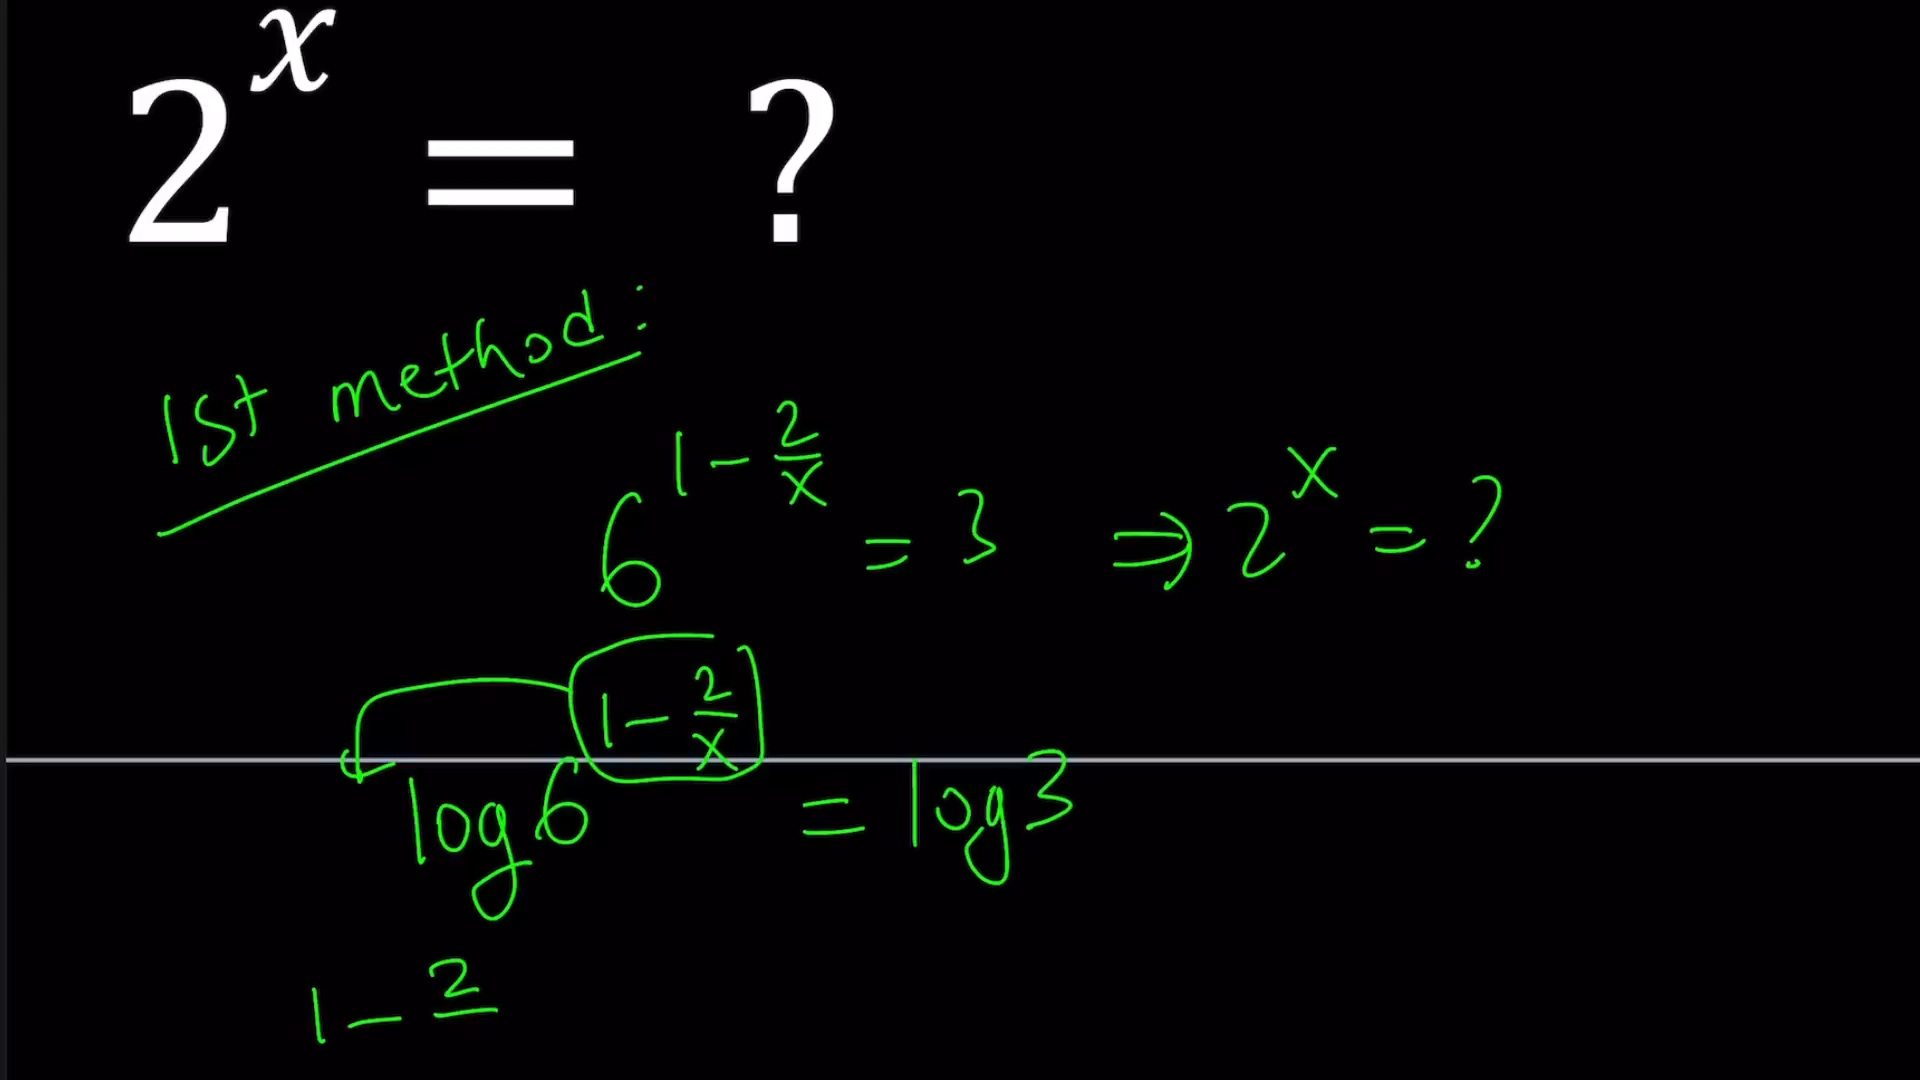 2^x = ?
1st method:
6^(1 - 2/x) = 3 ⇒ 2^x = ?
log 6^(1 - 2/x) = log 3
1 - 2/